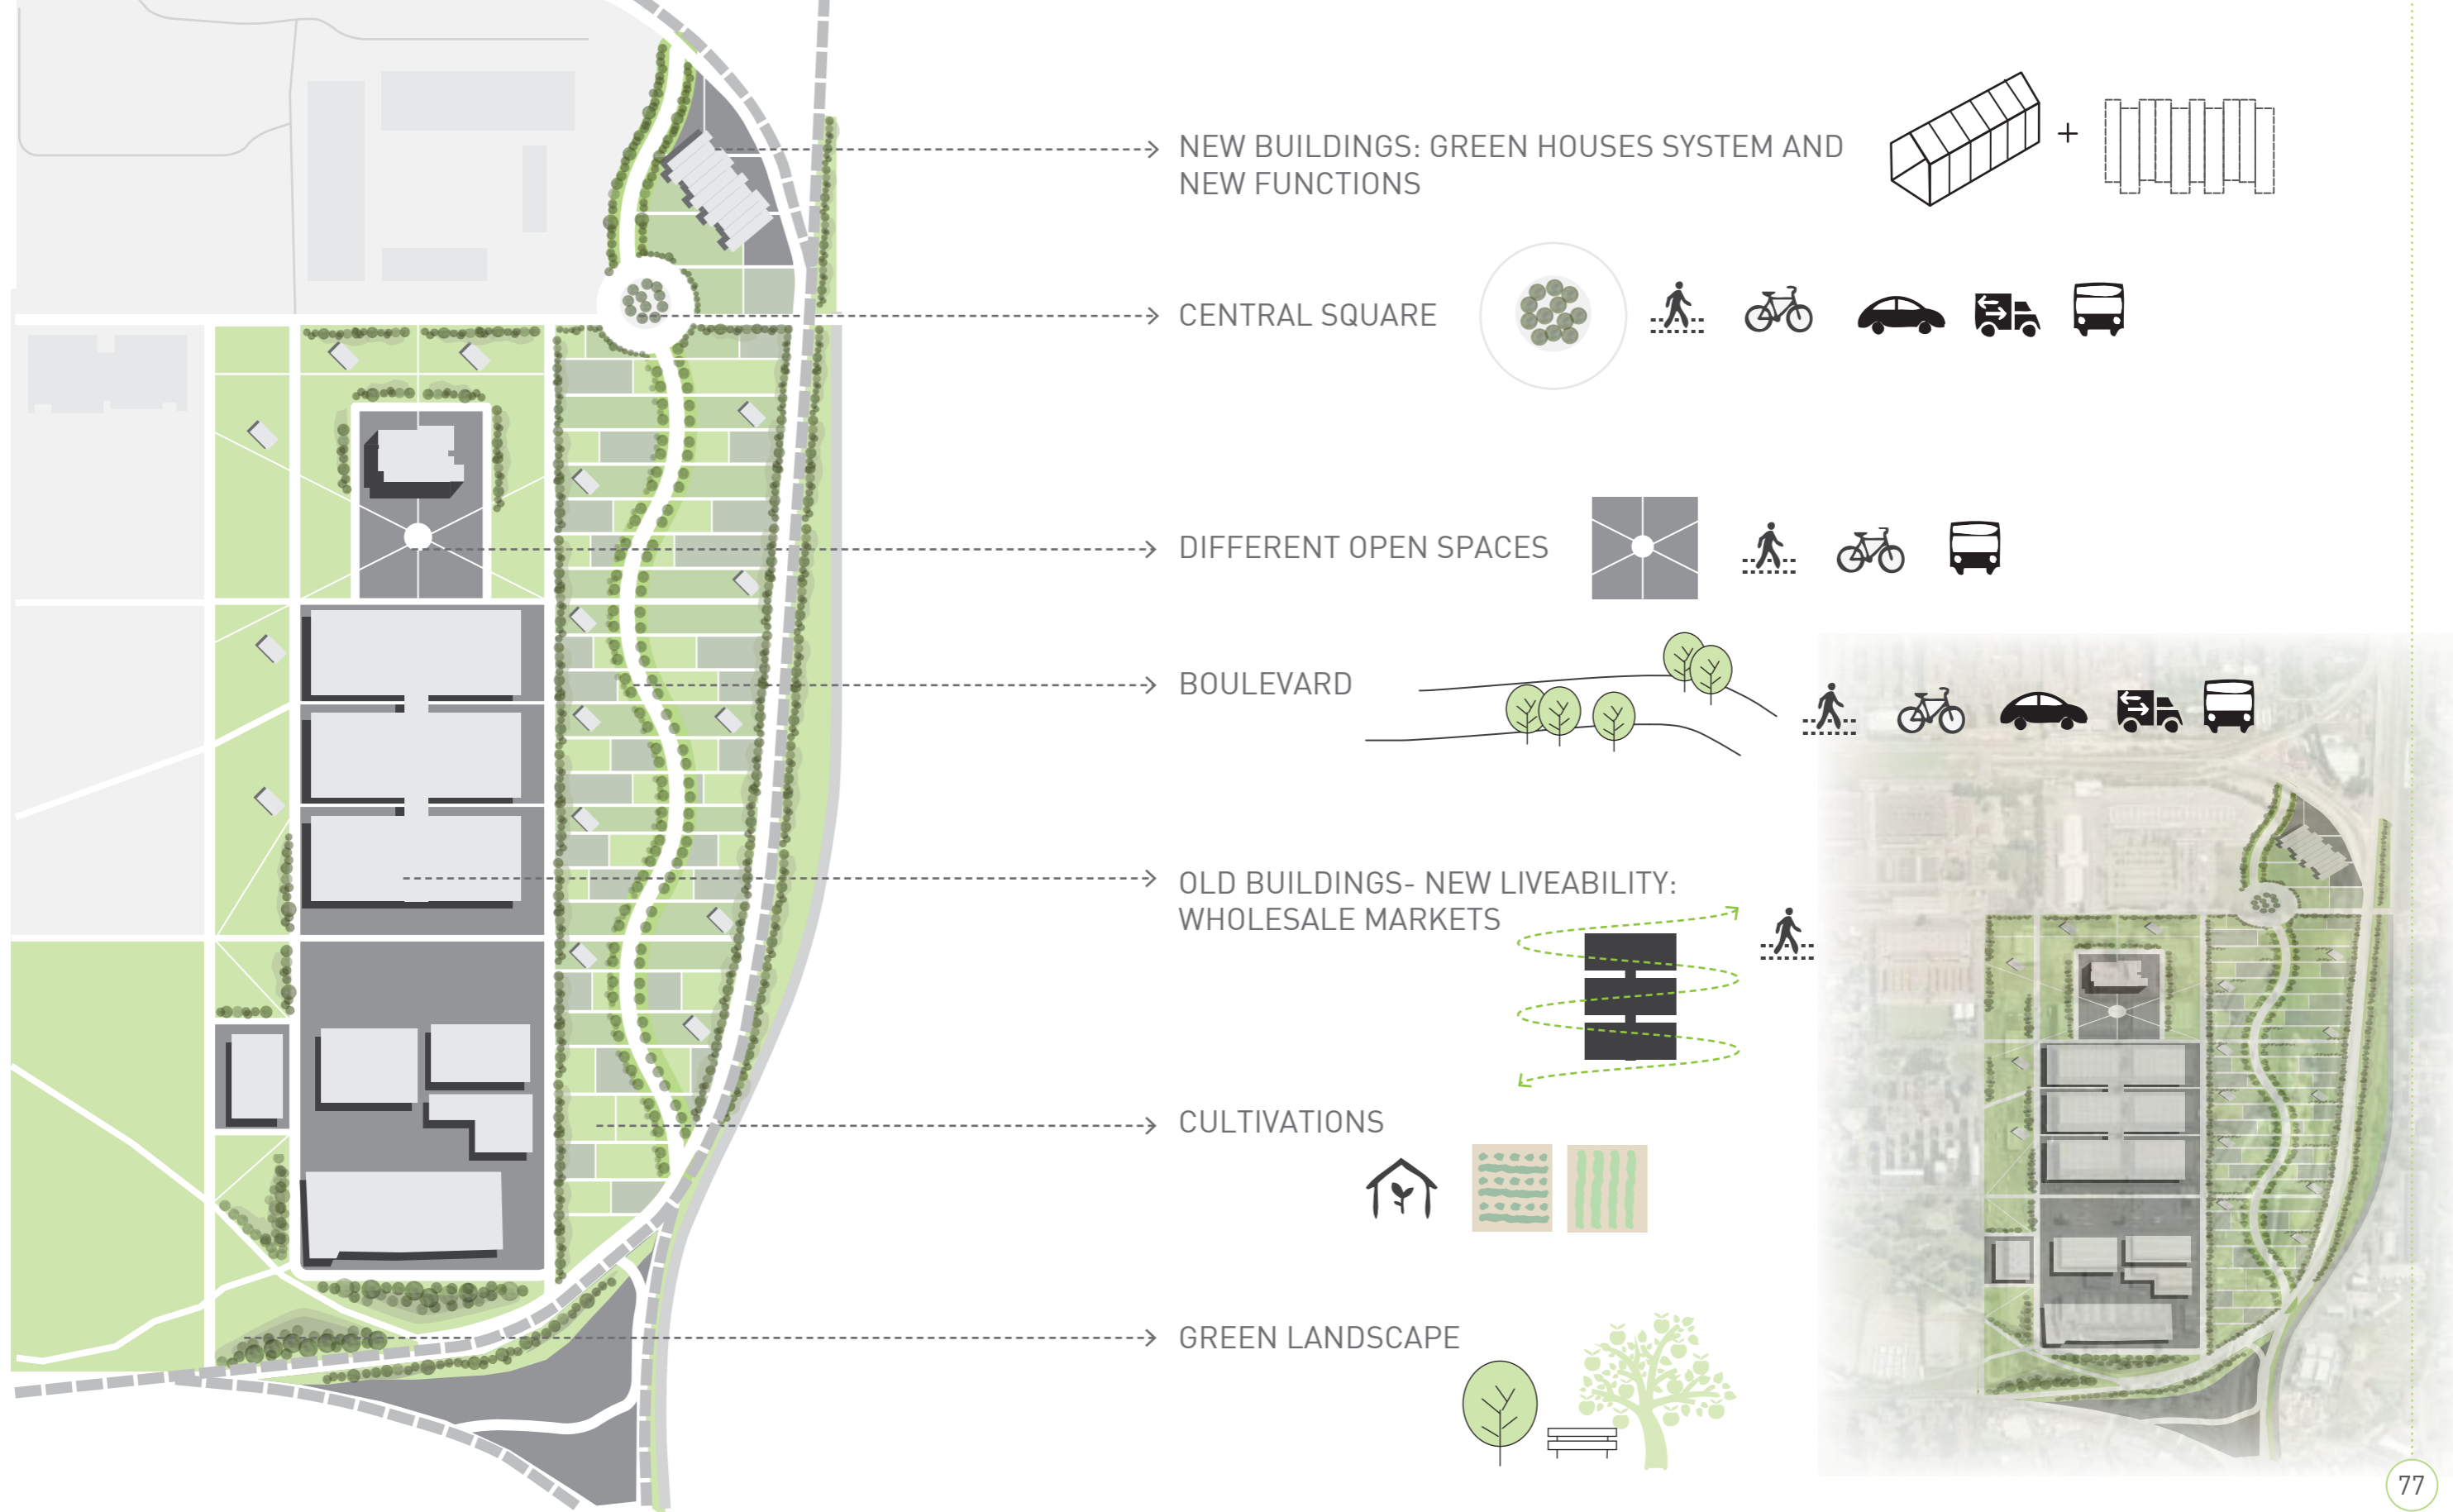 NEW BUILDINGS: GREEN HOUSES SYSTEM AND
NEW FUNCTIONS
+
CENTRAL SQUARE
DIFFERENT OPEN SPACES
BOULEVARD
OLD BUILDINGS- NEW LIVEABILITY:
WHOLESALE MARKETS
CULTIVATIONS
GREEN LANDSCAPE
77